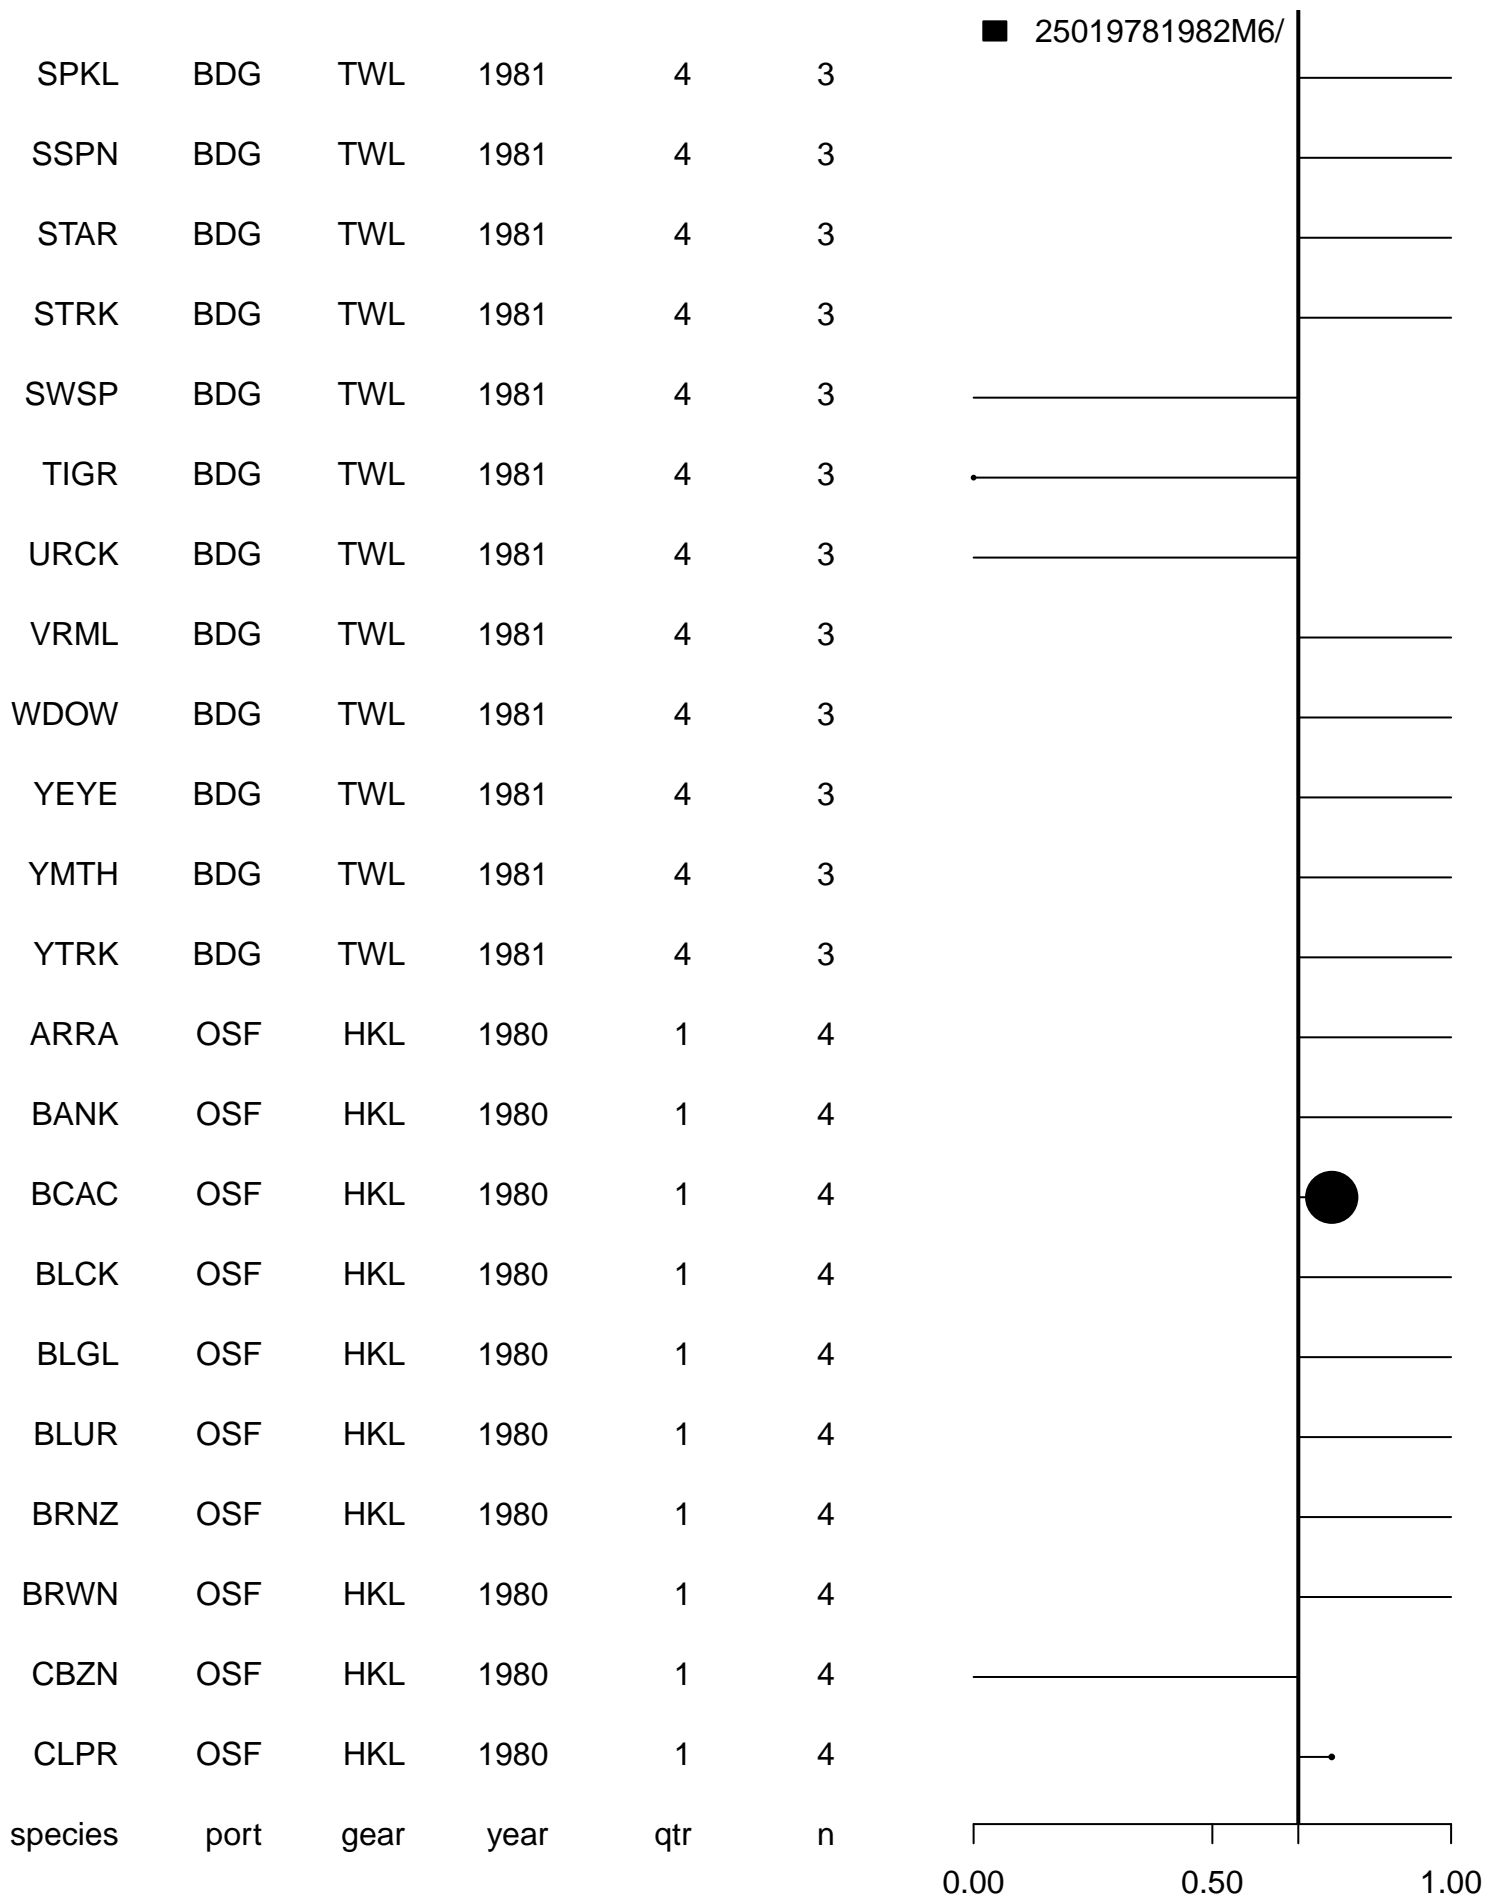 25019781982M6/
SPKL BDG TWL 1981 4 3
SSPN BDG TWL 1981 4 3
STAR BDG TWL 1981 4 3
STRK BDG TWL 1981 4 3
SWSP BDG TWL 1981 4 3
TIGR BDG TWL 1981 4 3
URCK BDG TWL 1981 4 3
VRML BDG TWL 1981 4 3
WDOW BDG TWL 1981 4 3
YEYE BDG TWL 1981 4 3
YMTH BDG TWL 1981 4 3
YTRK BDG TWL 1981 4 3
ARRA OSF HKL 1980 1 4
BANK OSF HKL 1980 1 4
BCAC OSF HKL 1980 1 4
BLCK OSF HKL 1980 1 4
BLGL OSF HKL 1980 1 4
BLUR OSF HKL 1980 1 4
BRNZ OSF HKL 1980 1 4
BRWN OSF HKL 1980 1 4
CBZN OSF HKL 1980 1 4
CLPR OSF HKL 1980 1 4
species port gear year qtr n
0.00 0.50 1.00